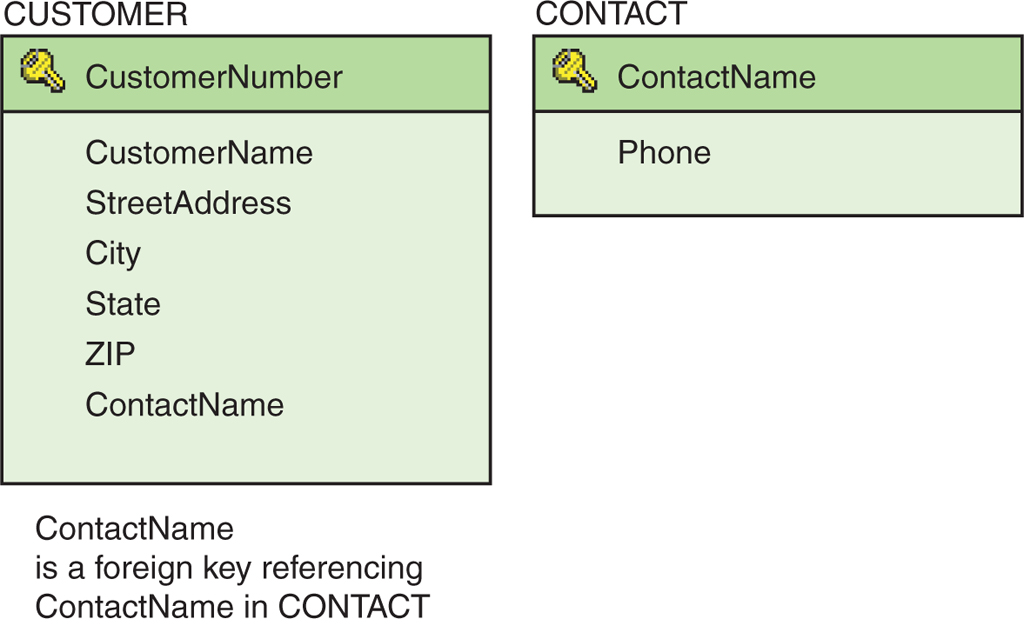 CUSTOMER
CustomerNumber
CustomerName
StreetAddress
City
State
ZIP
ContactName
ContactName
is a foreign key referencing
ContactName in CONTACT
CONTACT
ContactName
Phone